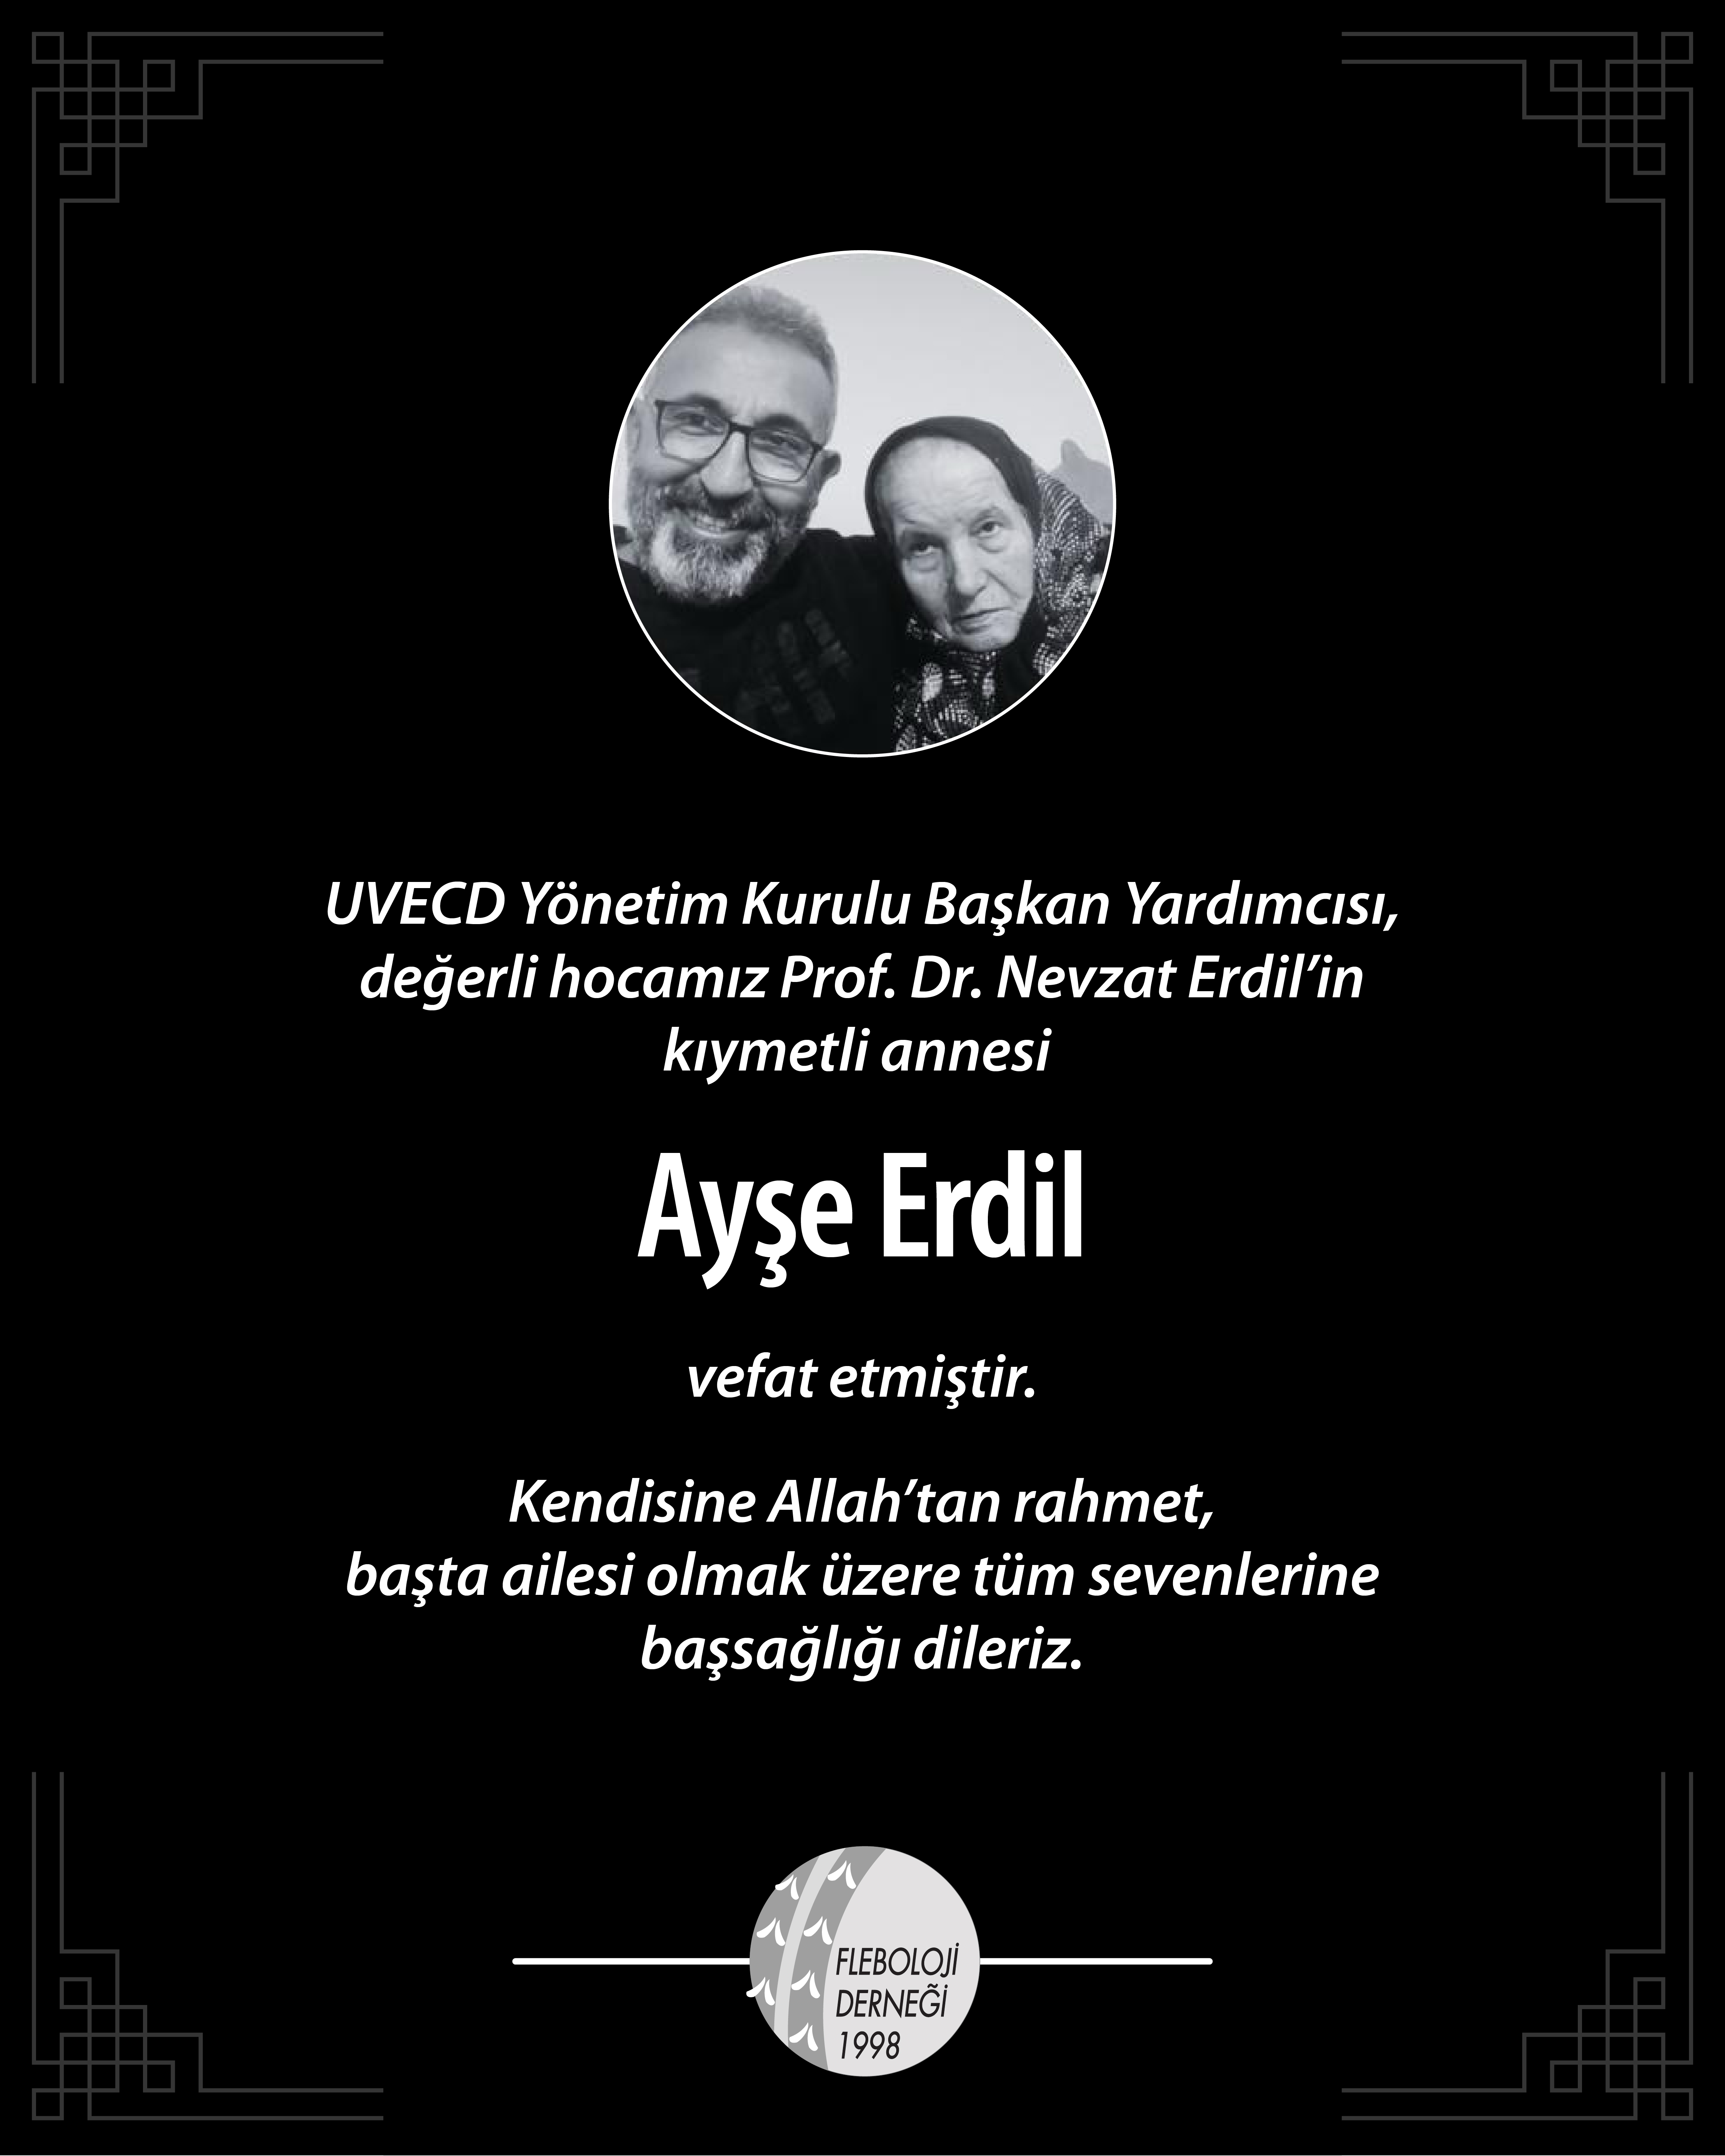 UVECD Yönetim Kurulu Başkan Yardımcısı,
değerli hocamız Prof. Dr. Nevzat Erdil’in
kıymetli annesi
Ayşe Erdil
vefat etmiştir.
Kendisine Allah’tan rahmet,
başta ailesi olmak üzere tüm sevenlerine
başsağlığı dileriz.
FLEBOLOJİ
DERNEĞİ
1998